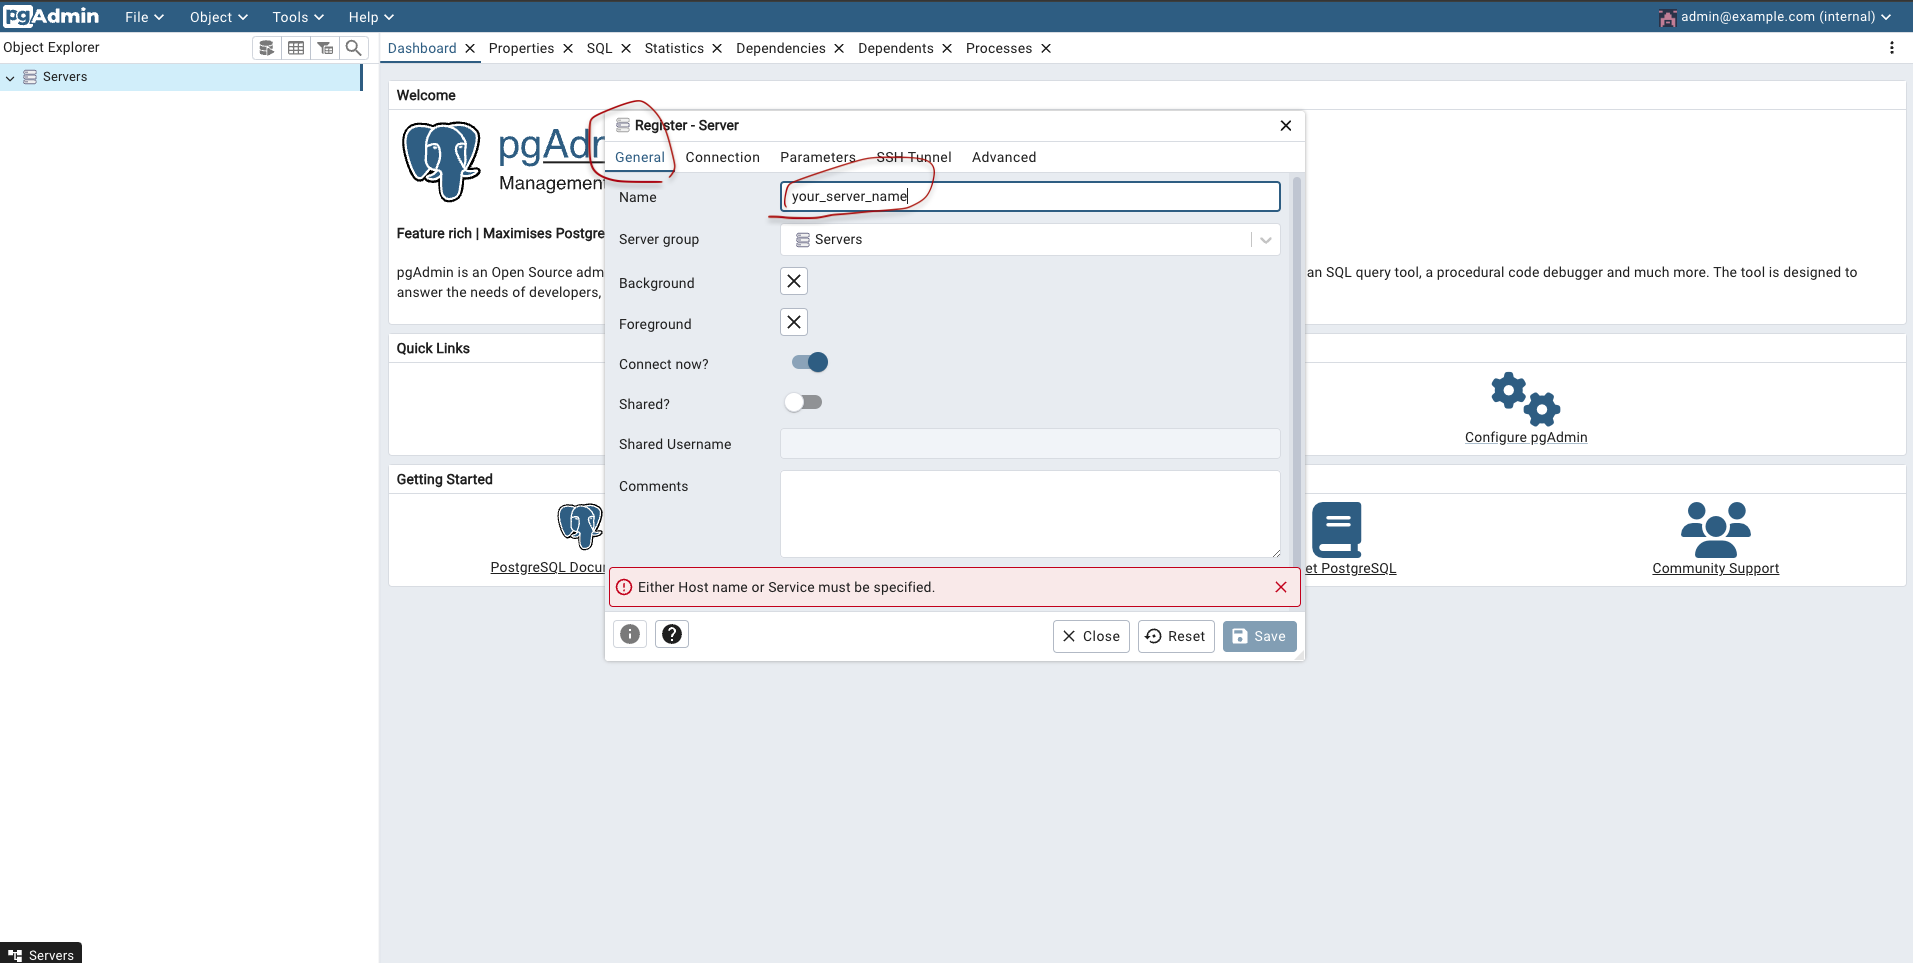 pgAdmin File Object Tools Help admin@example.com (internal)
Object Explorer Dashboard Properties SQL Statistics Dependencies Dependents Processes
Servers
Welcome
pgAdm
Management
Feature rich | Maximises Postgre
pgAdmin is an Open Source adm an SQL query tool, a procedural code debugger and much more. The tool is designed to
answer the needs of developers,
Quick Links
Configure pgAdmin
Getting Started
PostgreSQL Docu
et PostgreSQL
Community Support
Register - Server
General Connection Parameters SSH Tunnel Advanced
Name your_server_name
Server group Servers
Background
Foreground
Connect now?
Shared?
Shared Username
Comments
Either Host name or Service must be specified.
Close Reset Save
Servers